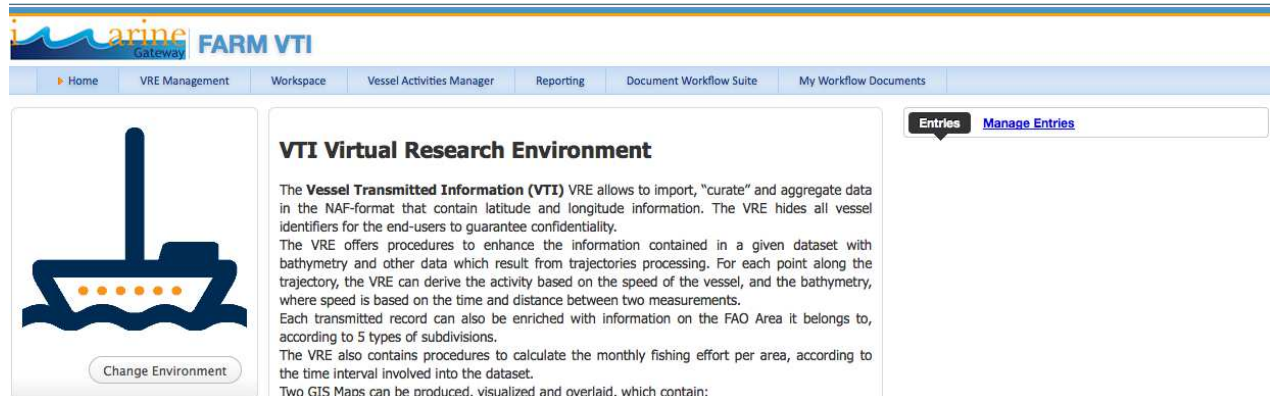 iMarine
Gateway
FARM VTI
Home VRE Management Workspace Vessel Activities Manager Reporting Document Workflow Suite My Workflow Documents
Entries Manage Entries
VTI Virtual Research Environment
The Vessel Transmitted Information (VTI) VRE allows to import, “curate” and aggregate data
in the NAF-format that contain latitude and longitude information. The VRE hides all vessel
identifiers for the end-users to guarantee confidentiality.
The VRE offers procedures to enhance the information contained in a given dataset with
bathymetry and other data which result from trajectories processing. For each point along the
trajectory, the VRE can derive the activity based on the speed of the vessel, and the bathymetry,
where speed is based on the time and distance between two measurements.
Each transmitted record can also be enriched with information on the FAO Area it belongs to,
according to 5 types of subdivisions.
The VRE also contains procedures to calculate the monthly fishing effort per area, according to
the time interval involved into the dataset.
Two GIS Maps can be produced, visualized and overlaid, which contain:
Change Environment